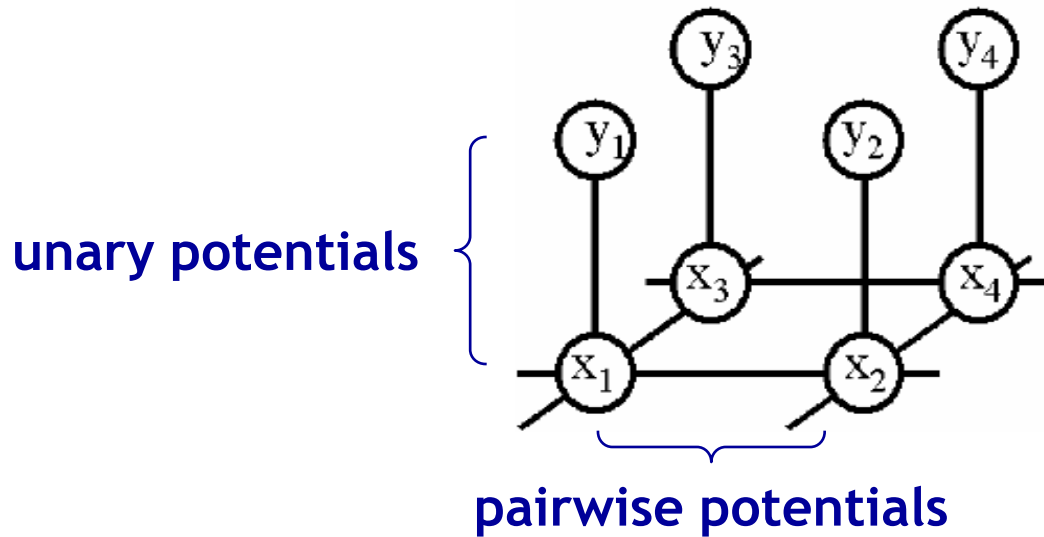 y₃ y₄
y₁ y₂
unary potentials
x₃ x₄
x₁ x₂
pairwise potentials